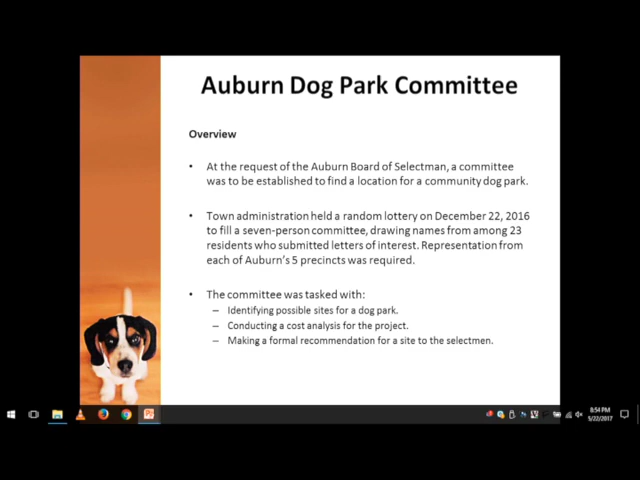 Auburn Dog Park Committee
Overview
• At the request of the Auburn Board of Selectman, a committee
was to be established to find a location for a community dog park.
• Town administration held a random lottery on December 22, 2016
to fill a seven-person committee, drawing names from among 23
residents who submitted letters of interest. Representation from
each of Auburn's 5 precincts was required.
• The committee was tasked with:
– Identifying possible sites for a dog park.
– Conducting a cost analysis for the project.
– Making a formal recommendation for a site to the selectmen.
8:54 PM
5/22/2017